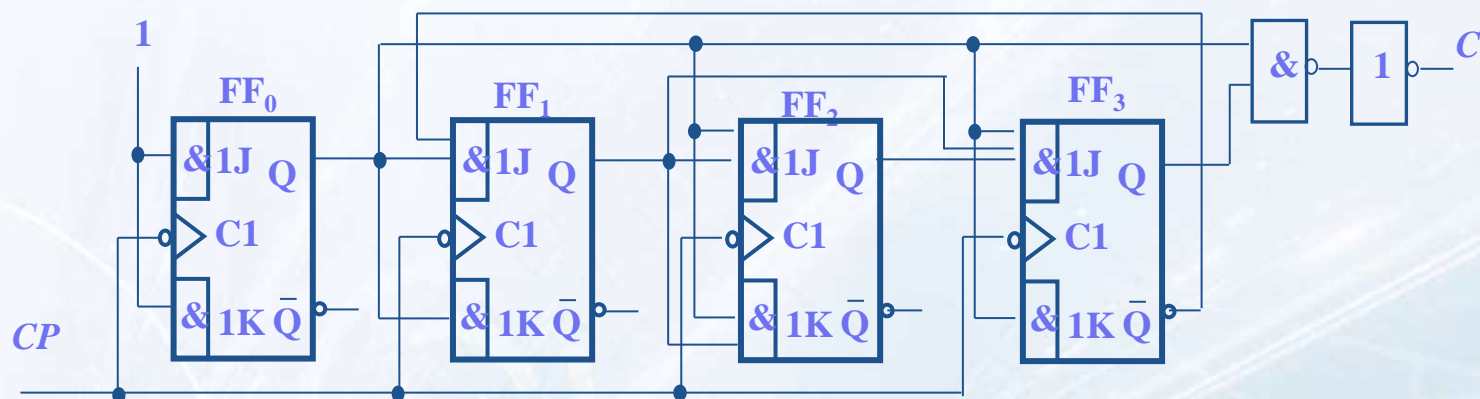 1
C
FF₀ FF₁ FF₂ FF₃
& 1
& 1J Q & 1J Q & 1J Q & 1J Q
C1 C1 C1 C1
& 1K Q̅ & 1K Q̅ & 1K Q̅ & 1K Q̅
CP